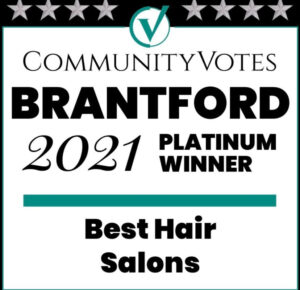 COMMUNITYVOTES
BRANTFORD
2021 PLATINUM
WINNER
Best Hair
Salons